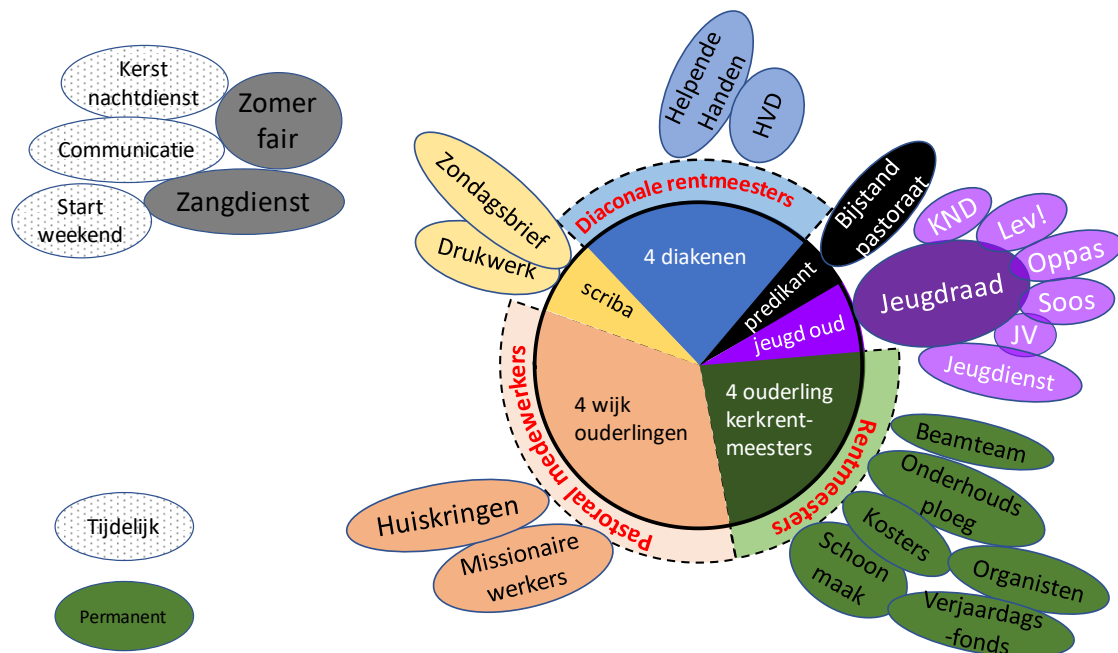 Kerst
nachtdienst
Zomer
fair
Communicatie
Zangdienst
Start
weekend
Helpende
Handen
HVD
Zondagsbrief
Drukwerk
Diaconale rentmeesters
Bijstand
pastoraat
KND
Lev!
Oppas
Jeugdraad
Soos
JV
Jeugdienst
4 diakenen
scriba
predikant
jeugd oud
4 wijk
ouderlingen
4 ouderling
kerkrent-
meesters
Pastoraal medewerkers
Rentmeesters
Beamteam
Onderhouds
ploeg
Kosters
Schoon
maak
Organisten
Verjaardags
-fonds
Huiskringen
Missionaire
werkers
Tijdelijk
Permanent